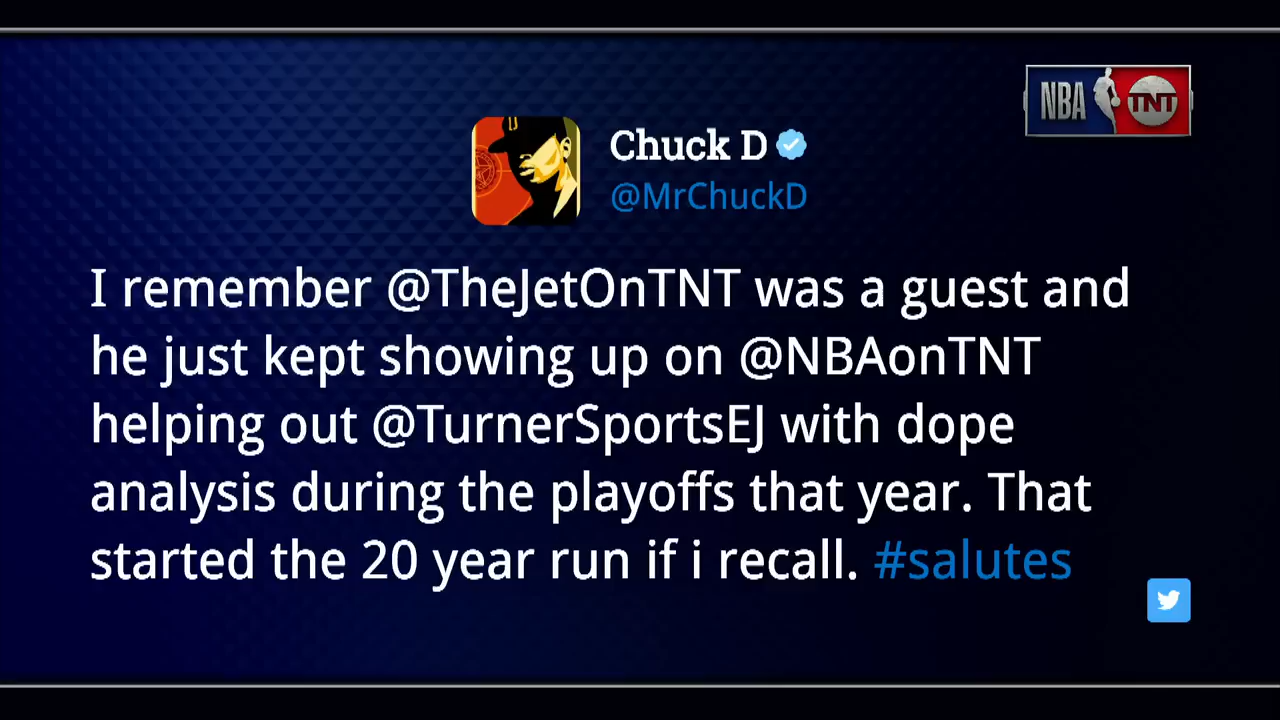 NBA TNT
Chuck D
@MrChuckD
I remember @TheJetOnTNT was a guest and
he just kept showing up on @NBAonTNT
helping out @TurnerSportsEJ with dope
analysis during the playoffs that year. That
started the 20 year run if i recall. #salutes